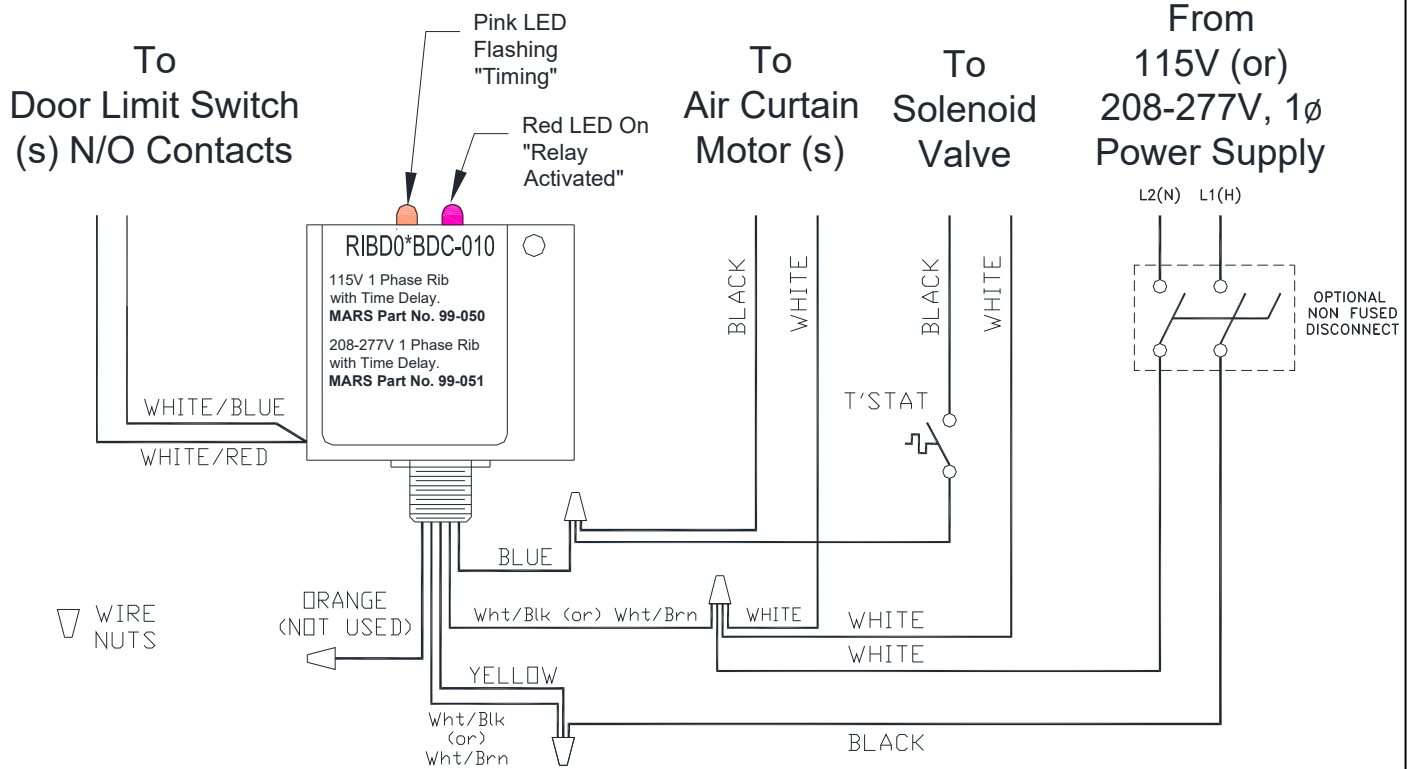 To
Door Limit Switch
(s) N/O Contacts
Pink LED
Flashing
"Timing"
Red LED On
"Relay
Activated"
To
Air Curtain
Motor (s)
To
Solenoid
Valve
From
115V (or)
208-277V, 1ø
Power Supply
L2(N) L1(H)
OPTIONAL
NON FUSED
DISCONNECT
RIBD0*BDC-010
115V 1 Phase Rib
with Time Delay.
MARS Part No. 99-050
208-277V 1 Phase Rib
with Time Delay.
MARS Part No. 99-051
BLACK
WHITE
BLACK
WHITE
T'STAT
WHITE/BLUE
WHITE/RED
BLUE
ORANGE
(NOT USED)
WIRE
NUTS
Wht/Blk (or) Wht/Brn
WHITE
WHITE
WHITE
YELLOW
Wht/Blk
(or)
Wht/Brn
BLACK